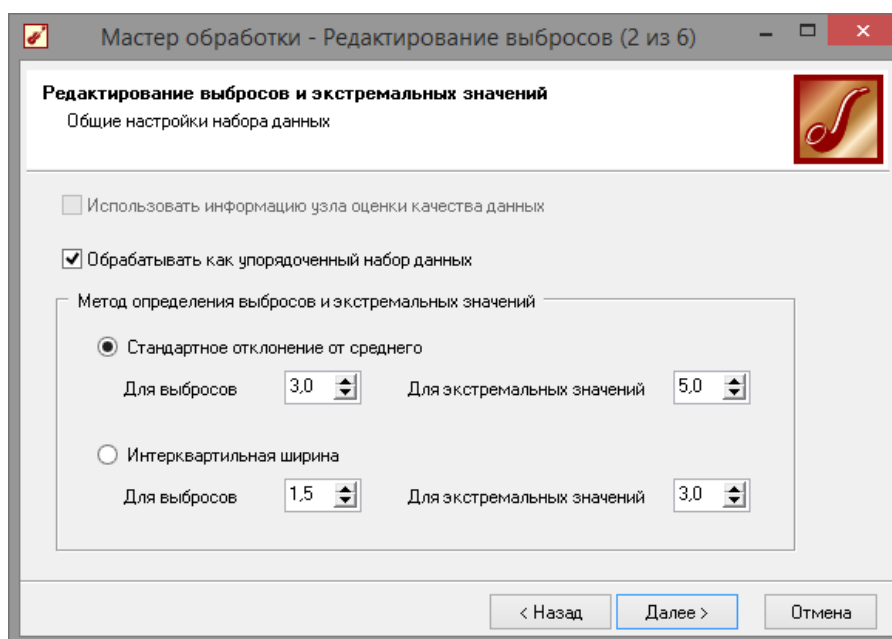 Мастер обработки - Редактирование выбросов (2 из 6)
Редактирование выбросов и экстремальных значений
Общие настройки набора данных
Использовать информацию узла оценки качества данных
Обрабатывать как упорядоченный набор данных
Метод определения выбросов и экстремальных значений
Стандартное отклонение от среднего
Для выбросов 3,0 Для экстремальных значений 5,0
Интерквартильная ширина
Для выбросов 1,5 Для экстремальных значений 3,0
< Назад Далее > Отмена